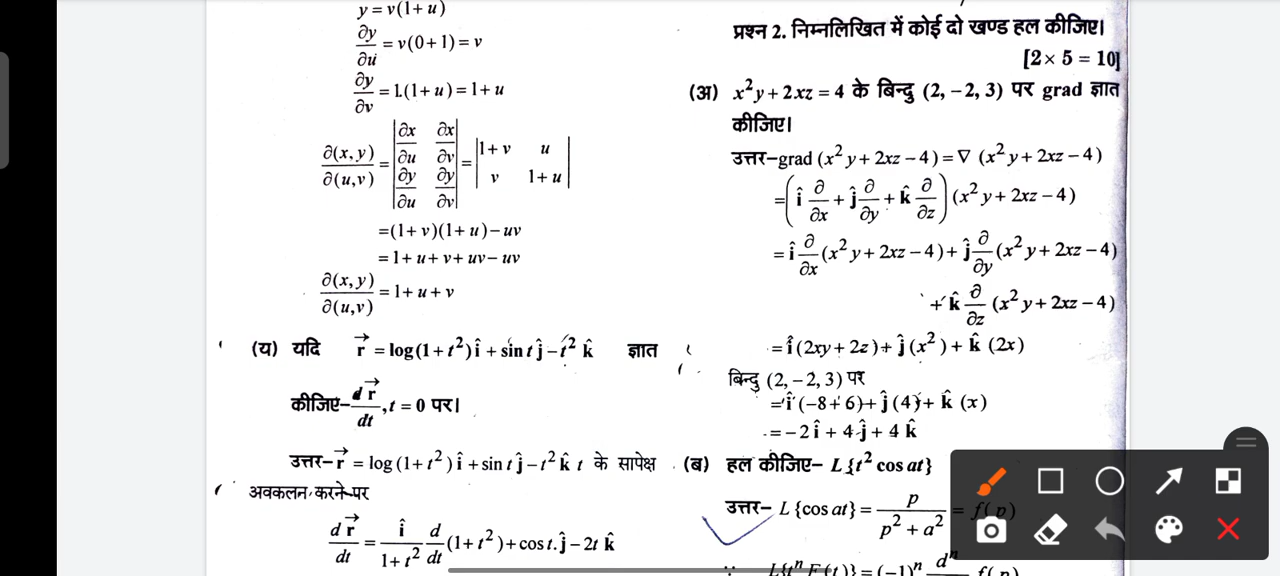 y = v(1+u)
∂y/∂u = v(0+1) = v
∂y/∂v = 1.(1+u) = 1+u
∂(x,y)/∂(u,v) = |∂x/∂u ∂x/∂v; ∂y/∂u ∂y/∂v| = |1+v u; v 1+u|
=(1+v)(1+u)−uv
=1+u+v+uv−uv
∂(x,y)/∂(u,v) = 1+u+v
(य) यदि r⃗ = log(1+t²)î + sin t ĵ − t² k̂ ज्ञात
कीजिए− dr⃗/dt, t = 0 पर।
उत्तर− r⃗ = log(1+t²)î + sin t ĵ − t² k̂ t के सापेक्ष
अवकलन करने पर
dr⃗/dt = î/(1+t²) d/dt (1+t²) + cos t. ĵ − 2t k̂
प्रश्न 2. निम्नलिखित में कोई दो खण्ड हल कीजिए।
[2 × 5 = 10]
(अ) x²y + 2xz = 4 के बिन्दु (2, −2, 3) पर grad ज्ञात
कीजिए।
उत्तर−grad (x²y + 2xz − 4) = ∇ (x²y + 2xz − 4)
= (î ∂/∂x + ĵ ∂/∂y + k̂ ∂/∂z) (x²y + 2xz − 4)
= î ∂/∂x (x²y + 2xz − 4) + ĵ ∂/∂y (x²y + 2xz − 4)
+ k̂ ∂/∂z (x²y + 2xz − 4)
= î (2xy + 2z) + ĵ (x²) + k̂ (2x)
बिन्दु (2, −2, 3) पर
= î (−8 + 6) + ĵ (4) + k̂ (x)
= −2 î + 4 ĵ + 4 k̂
(ब) हल कीजिए− L{t² cos at}
उत्तर− L {cos at} = p/(p² + a²) = f(p)
∵ L{tⁿ F(t)} = (−1)ⁿ dⁿ f(p)